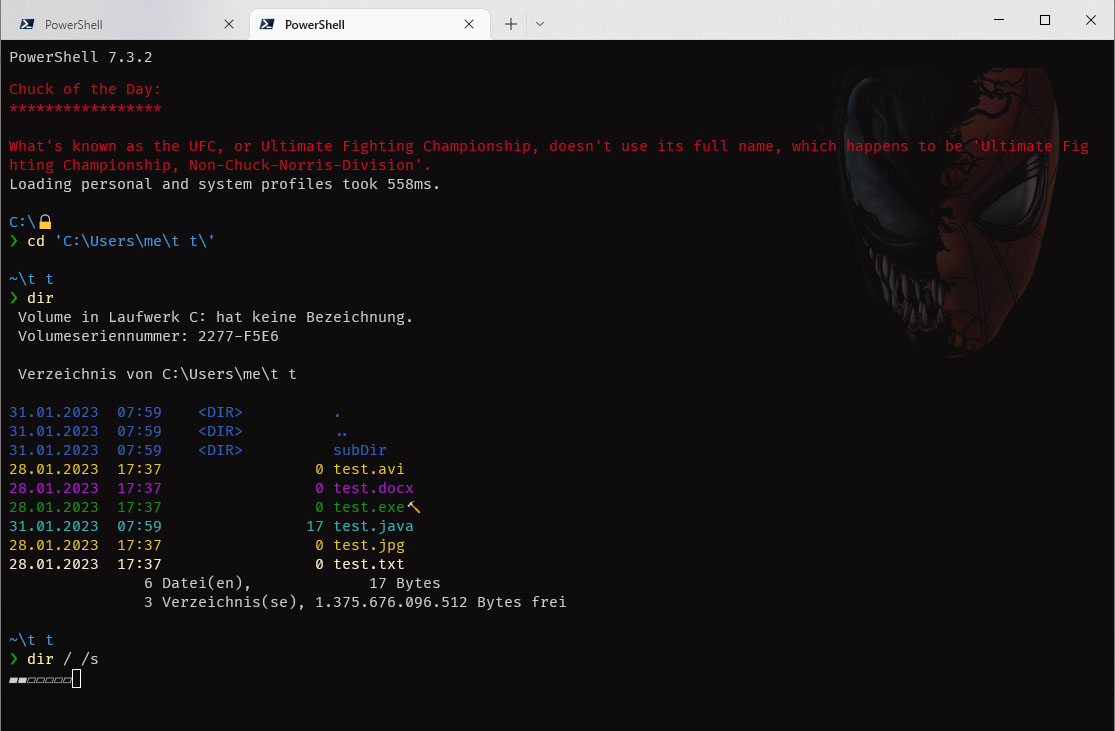 PowerShell
PowerShell
PowerShell 7.3.2
Chuck of the Day:
*****************
What's known as the UFC, or Ultimate Fighting Championship, doesn't use its full name, which happens to be 'Ultimate Fig
hting Championship, Non-Chuck-Norris-Division'.
Loading personal and system profiles took 558ms.
C:\🔒
❯ cd 'C:\Users\me\t t\'
~\t t
❯ dir
Volume in Laufwerk C: hat keine Bezeichnung.
Volumeseriennummer: 2277-F5E6
Verzeichnis von C:\Users\me\t t
31.01.2023  07:59    <DIR>          .
31.01.2023  07:59    <DIR>          ..
31.01.2023  07:59    <DIR>          subDir
28.01.2023  17:37                 0 test.avi
28.01.2023  17:37                 0 test.docx
28.01.2023  17:37                 0 test.exe🔨
31.01.2023  07:59                17 test.java
28.01.2023  17:37                 0 test.jpg
28.01.2023  17:37                 0 test.txt
6 Datei(en),             17 Bytes
3 Verzeichnis(se), 1.375.676.096.512 Bytes frei
~\t t
❯ dir / /s
▰▰▱▱▱▱▱